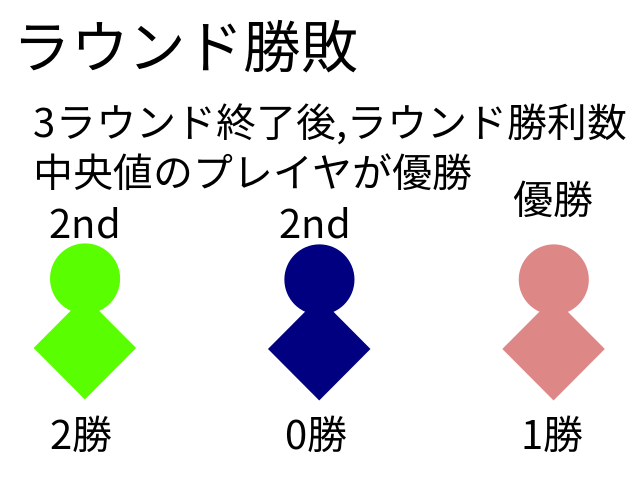 ラウンド勝敗
3ラウンド終了後,ラウンド勝利数
中央値のプレイヤが優勝
2nd
2nd
優勝
2勝
0勝
1勝